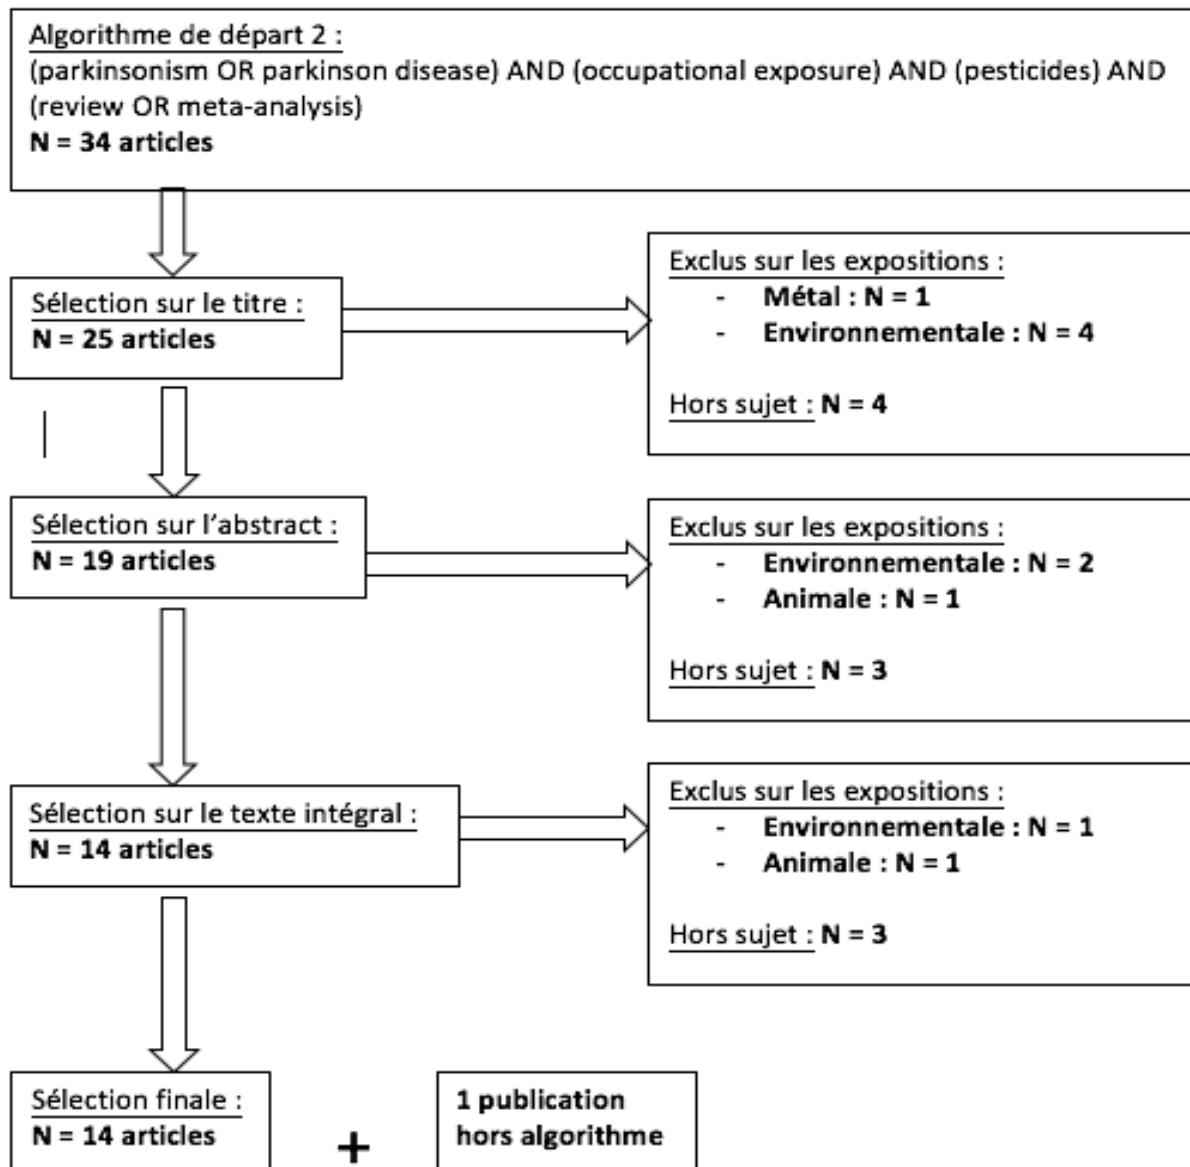 Algorithme de départ 2 :
(parkinsonism OR parkinson disease) AND (occupational exposure) AND (pesticides) AND
(review OR meta-analysis)
N = 34 articles
Sélection sur le titre :
N = 25 articles
Exclus sur les expositions :
- Métal : N = 1
- Environnementale : N = 4
Hors sujet : N = 4
Sélection sur l'abstract :
N = 19 articles
Exclus sur les expositions :
- Environnementale : N = 2
- Animale : N = 1
Hors sujet : N = 3
Sélection sur le texte intégral :
N = 14 articles
Exclus sur les expositions :
- Environnementale : N = 1
- Animale : N = 1
Hors sujet : N = 3
Sélection finale :
N = 14 articles
+
1 publication
hors algorithme